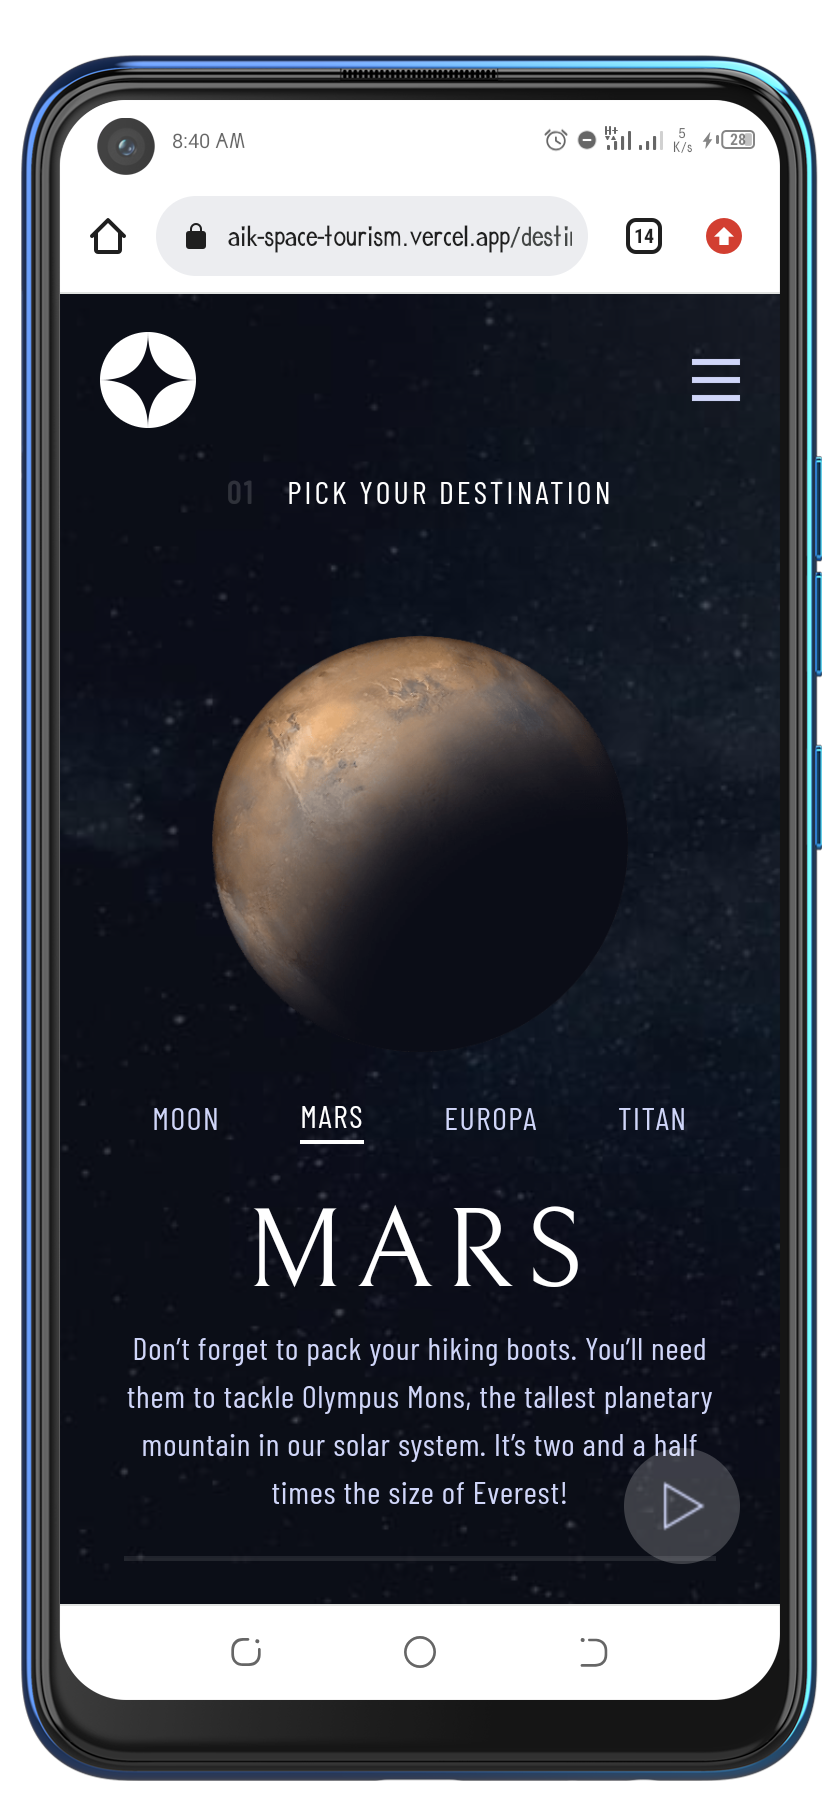 8:40 AM
H+
5
K/s
28
aik-space-tourism.vercel.app/destin
14
01 PICK YOUR DESTINATION
MOON MARS EUROPA TITAN
MARS
Don’t forget to pack your hiking boots. You’ll need
them to tackle Olympus Mons, the tallest planetary
mountain in our solar system. It’s two and a half
times the size of Everest!